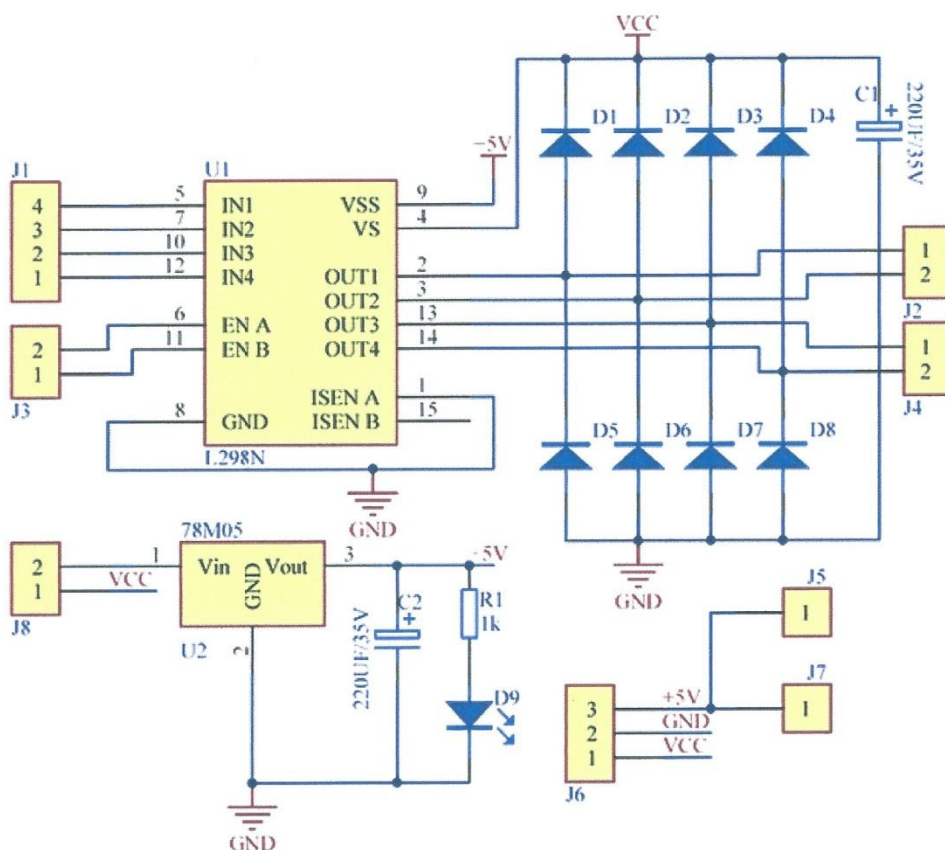 VCC
C1
220UF/35V
D1
D2
D3
D4
+5V
J1
U1
4
5
IN1
VSS
9
3
7
IN2
VS
4
2
10
IN3
1
12
IN4
OUT1
2
1
OUT2
3
2
6
EN A
OUT3
13
J2
2
11
EN B
OUT4
14
1
1
2
J3
ISEN A
1
J4
8
GND
ISEN B
15
D5
D6
D7
D8
L298N
GND
78M05
2
1
Vin
GND
Vout
3
+5V
1
VCC
GND
J8
C2
220UF/35V
R1
1k
J5
1
U2
2
J7
D9
3
+5V
1
2
GND
1
VCC
J6
GND